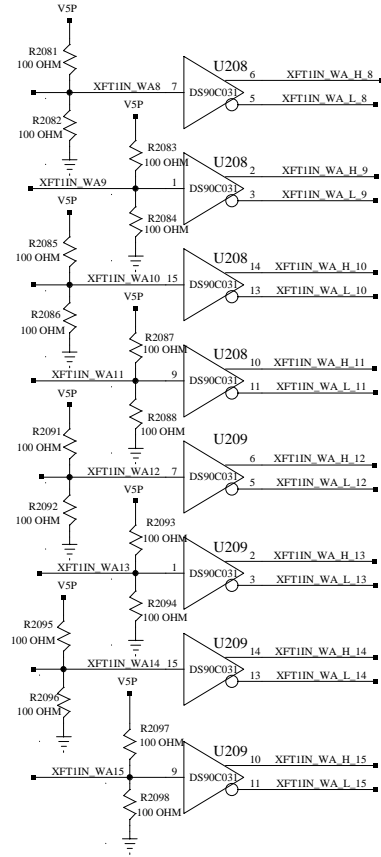 V5P
R2081
100 OHM
XFT1IN_WA8
7
U208
DS90C031
6
XFT1IN_WA_H_8
5
XFT1IN_WA_L_8
R2082
100 OHM
V5P
R2083
100 OHM
XFT1IN_WA9
1
U208
DS90C031
2
XFT1IN_WA_H_9
3
XFT1IN_WA_L_9
R2084
100 OHM
V5P
R2085
100 OHM
XFT1IN_WA10
15
U208
DS90C031
14
XFT1IN_WA_H_10
13
XFT1IN_WA_L_10
R2086
100 OHM
V5P
R2087
100 OHM
XFT1IN_WA11
9
U208
DS90C031
10
XFT1IN_WA_H_11
11
XFT1IN_WA_L_11
R2088
100 OHM
V5P
R2091
100 OHM
XFT1IN_WA12
7
U209
DS90C031
6
XFT1IN_WA_H_12
5
XFT1IN_WA_L_12
R2092
100 OHM
V5P
R2093
100 OHM
XFT1IN_WA13
1
U209
DS90C031
2
XFT1IN_WA_H_13
3
XFT1IN_WA_L_13
R2094
100 OHM
V5P
R2095
100 OHM
XFT1IN_WA14
15
U209
DS90C031
14
XFT1IN_WA_H_14
13
XFT1IN_WA_L_14
R2096
100 OHM
V5P
R2097
100 OHM
XFT1IN_WA15
9
U209
DS90C031
10
XFT1IN_WA_H_15
11
XFT1IN_WA_L_15
R2098
100 OHM